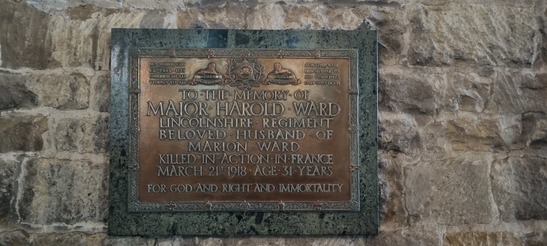 TO·THE·MEMORY·OF
MAJOR·HAROLD·WARD
LINCOLNSHIRE REGIMENT
BELOVED·HUSBAND·OF
MARION WARD
KILLED·IN·ACTION·IN·FRANCE
MARCH 21ST 1918·AGE·31·YEARS
FOR GOD AND RIGHT AND IMMORTALITY